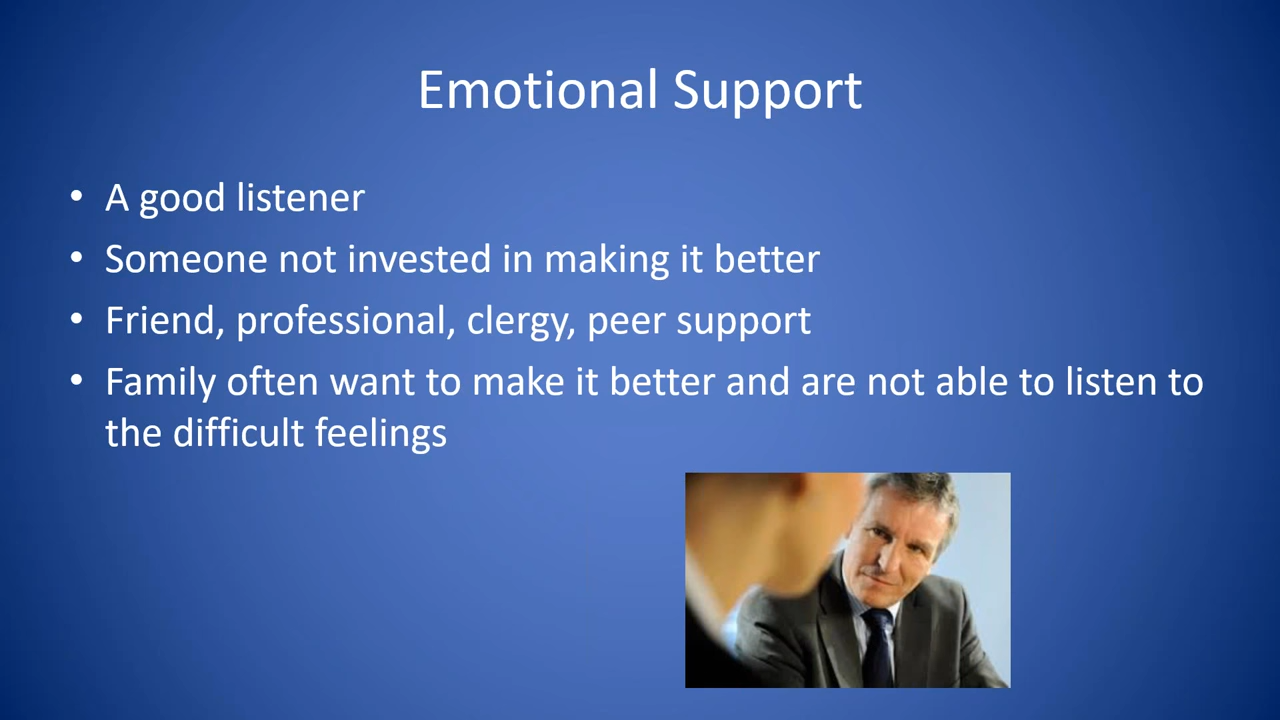 Emotional Support
• A good listener
• Someone not invested in making it better
• Friend, professional, clergy, peer support
• Family often want to make it better and are not able to listen to
the difficult feelings